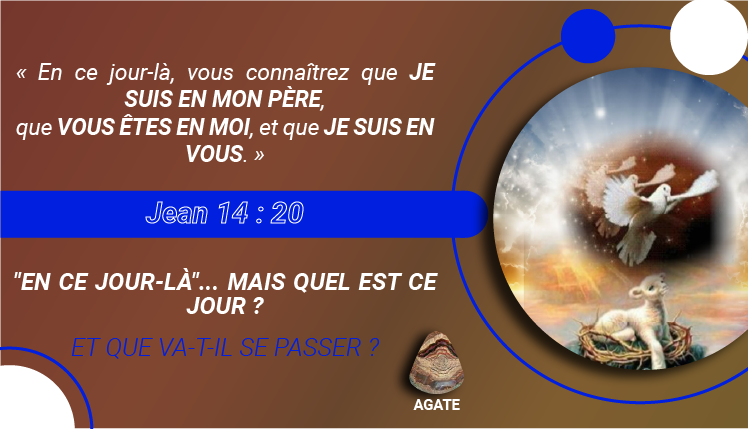 « En ce jour-là, vous connaîtrez que JE
SUIS EN MON PÈRE,
que VOUS ÊTES EN MOI, et que JE SUIS EN
VOUS. »
Jean 14 : 20
"EN CE JOUR-LÀ"... MAIS QUEL EST CE
JOUR ?
ET QUE VA-T-IL SE PASSER ?
AGATE